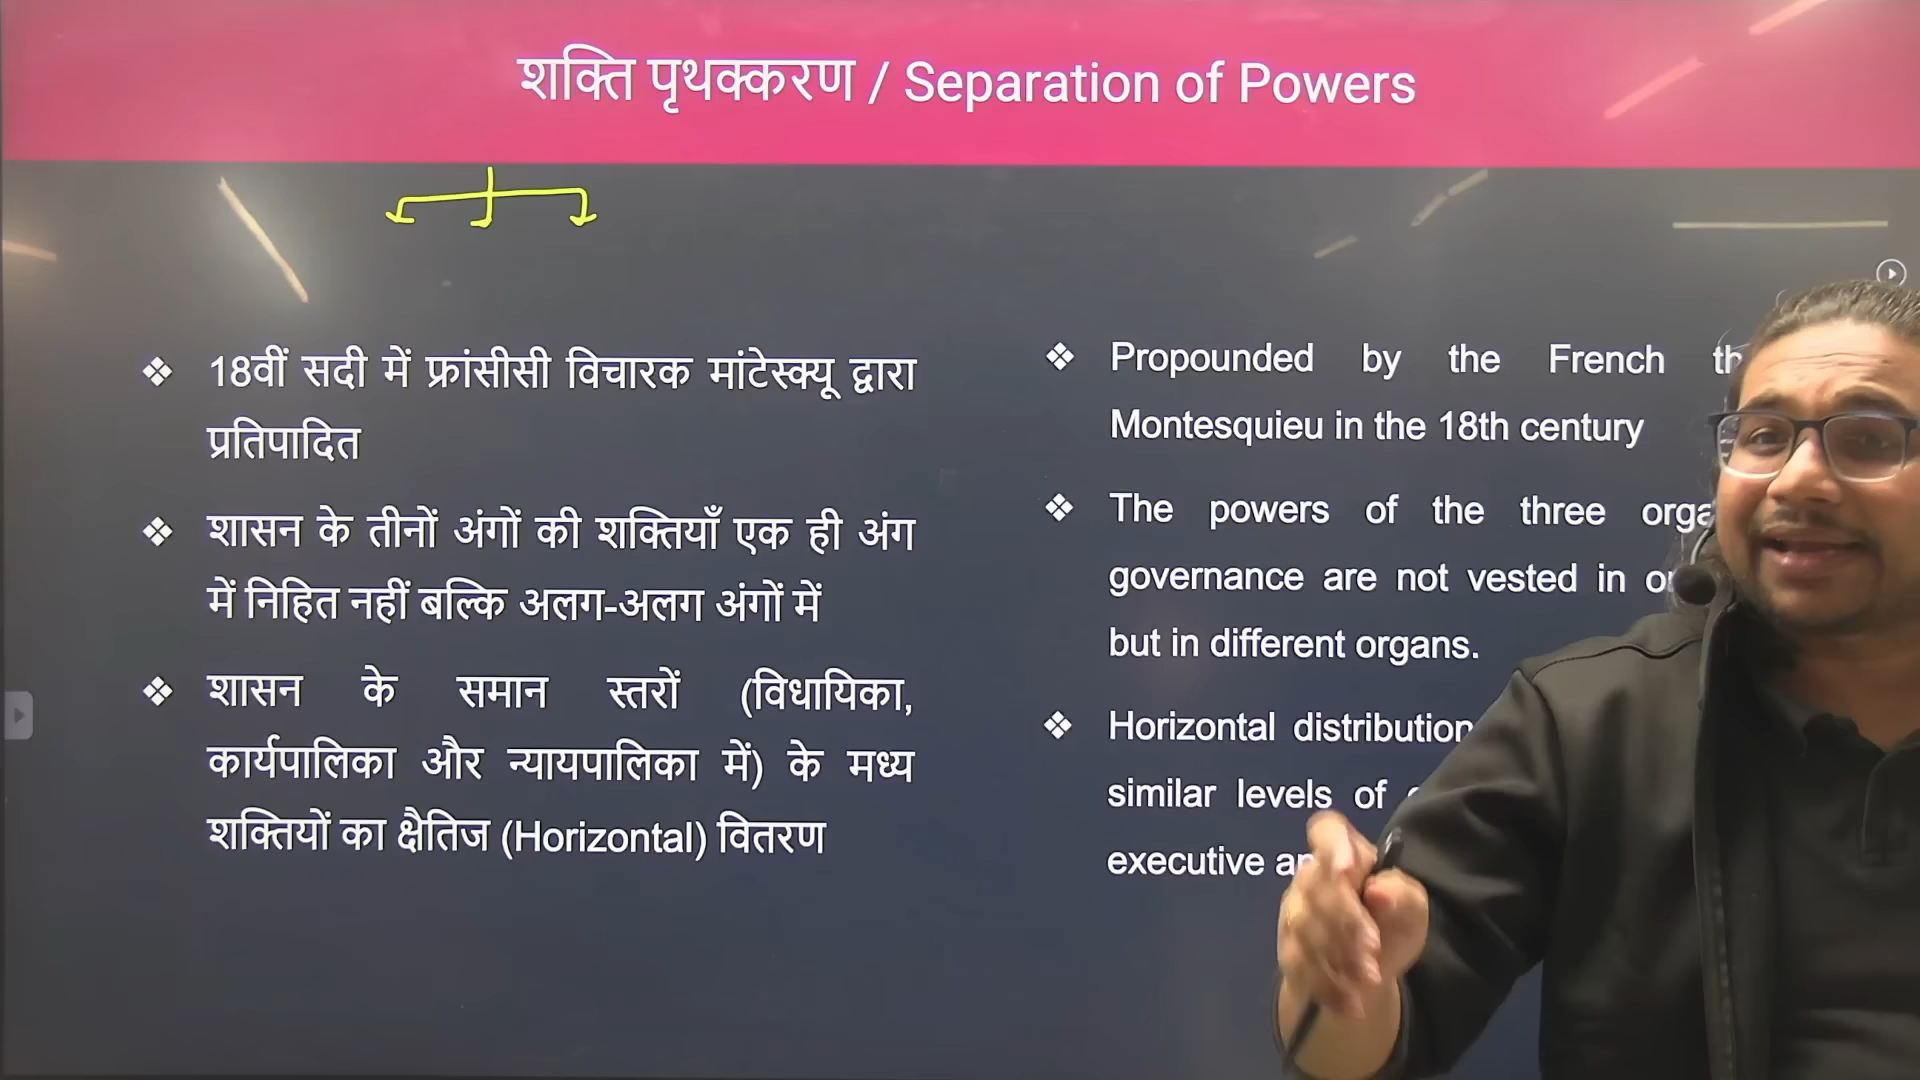 शक्ति पृथक्करण / Separation of Powers
❖ 18वीं सदी में फ्रांसीसी विचारक मांटेस्क्यू द्वारा
प्रतिपादित
❖ शासन के तीनों अंगों की शक्तियाँ एक ही अंग
में निहित नहीं बल्कि अलग-अलग अंगों में
❖ शासन के समान स्तरों (विधायिका,
कार्यपालिका और न्यायपालिका में) के मध्य
शक्तियों का क्षैतिज (Horizontal) वितरण
❖ Propounded by the French
Montesquieu in the 18th century
❖ The powers of the three
governance are not vested in
but in different organs.
❖ Horizontal distribution
similar levels of
executive